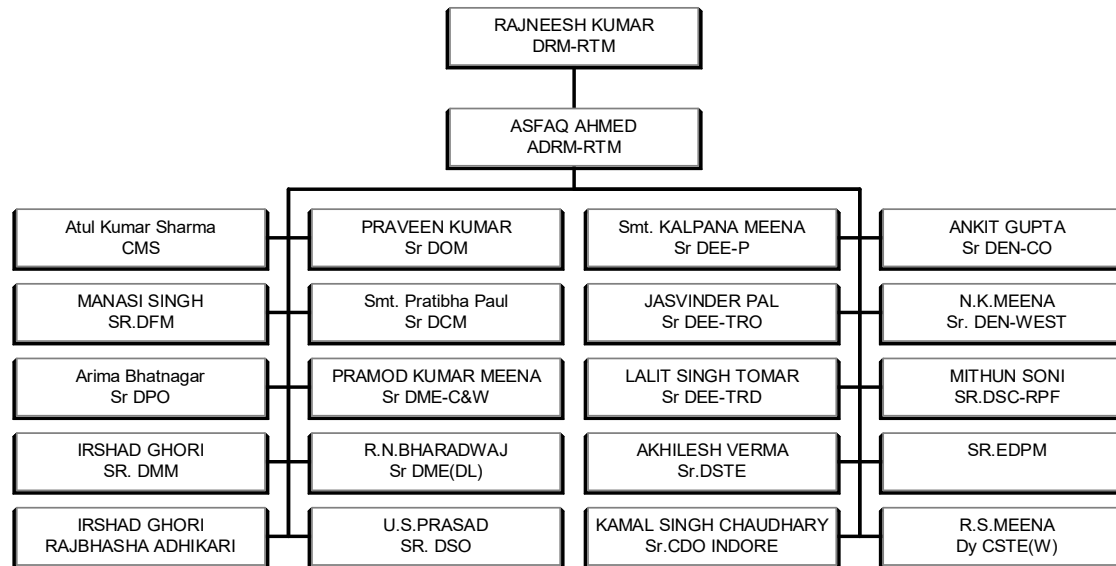 RAJNEESH KUMAR
DRM-RTM
ASFAQ AHMED
ADRM-RTM
Atul Kumar Sharma
CMS
PRAVEEN KUMAR
Sr DOM
Smt. KALPANA MEENA
Sr DEE-P
ANKIT GUPTA
Sr DEN-CO
MANASI SINGH
SR.DFM
Smt. Pratibha Paul
Sr DCM
JASVINDER PAL
Sr DEE-TRO
N.K.MEENA
Sr. DEN-WEST
Arima Bhatnagar
Sr DPO
PRAMOD KUMAR MEENA
Sr DME-C&W
LALIT SINGH TOMAR
Sr DEE-TRD
MITHUN SONI
SR.DSC-RPF
IRSHAD GHORI
SR. DMM
R.N.BHARADWAJ
Sr DME(DL)
AKHILESH VERMA
Sr.DSTE
SR.EDPM
IRSHAD GHORI
RAJBHASHA ADHIKARI
U.S.PRASAD
SR. DSO
KAMAL SINGH CHAUDHARY
Sr.CDO INDORE
R.S.MEENA
Dy CSTE(W)